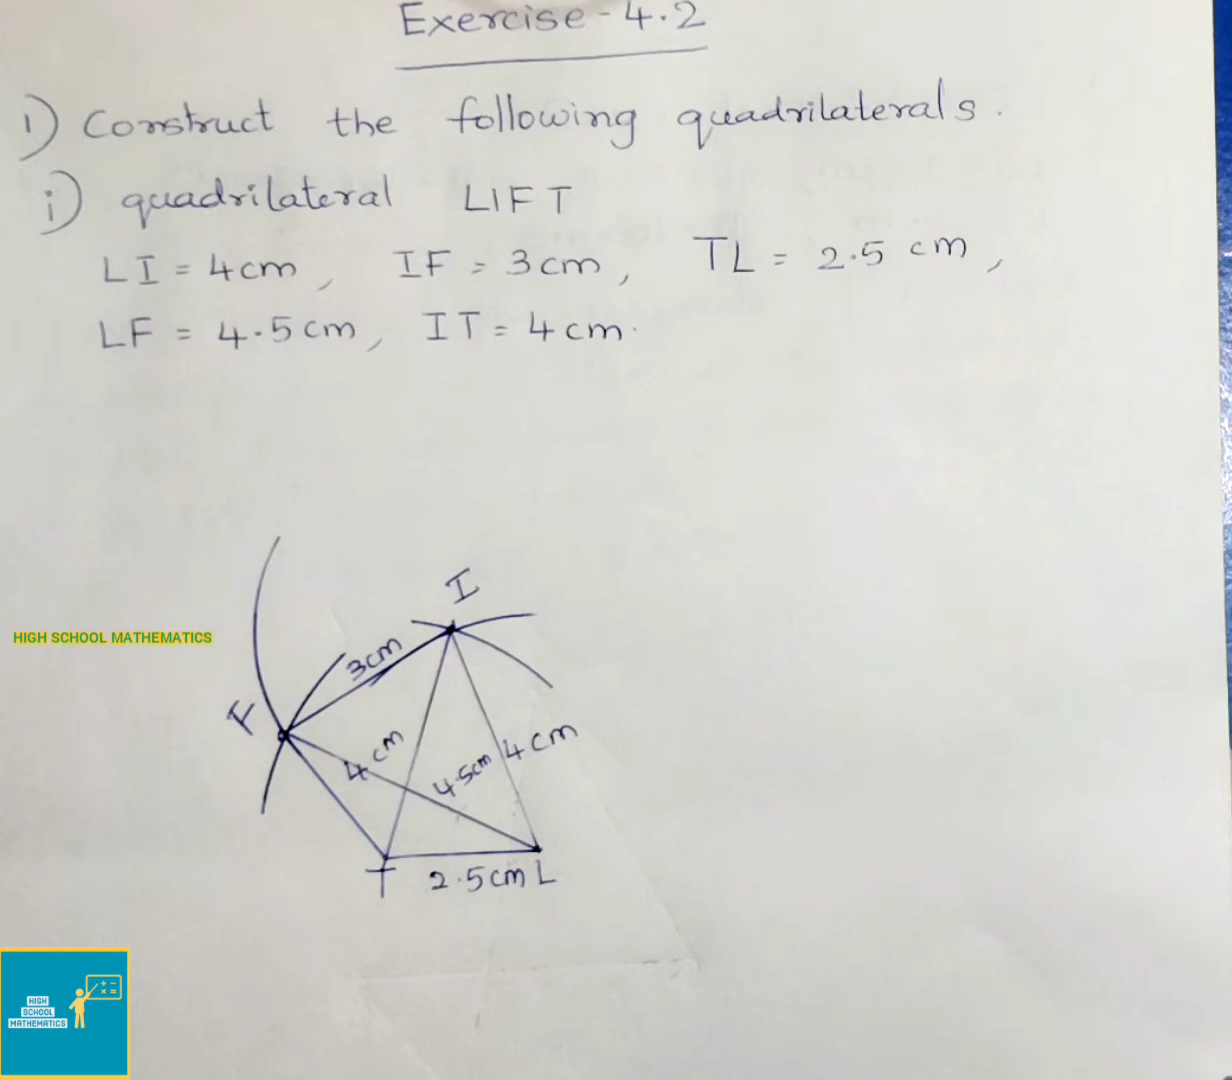 Exercise - 4.2
1) Construct the following quadrilaterals.
i) quadrilateral LIFT
LI = 4cm, IF = 3cm, TL = 2.5 cm,
LF = 4.5cm, IT = 4cm.
I
HIGH SCHOOL MATHEMATICS
3cm
F
4cm
4.5cm
4cm
T 2.5cm L
HIGH
SCHOOL
MATHEMATICS
+ -
× =